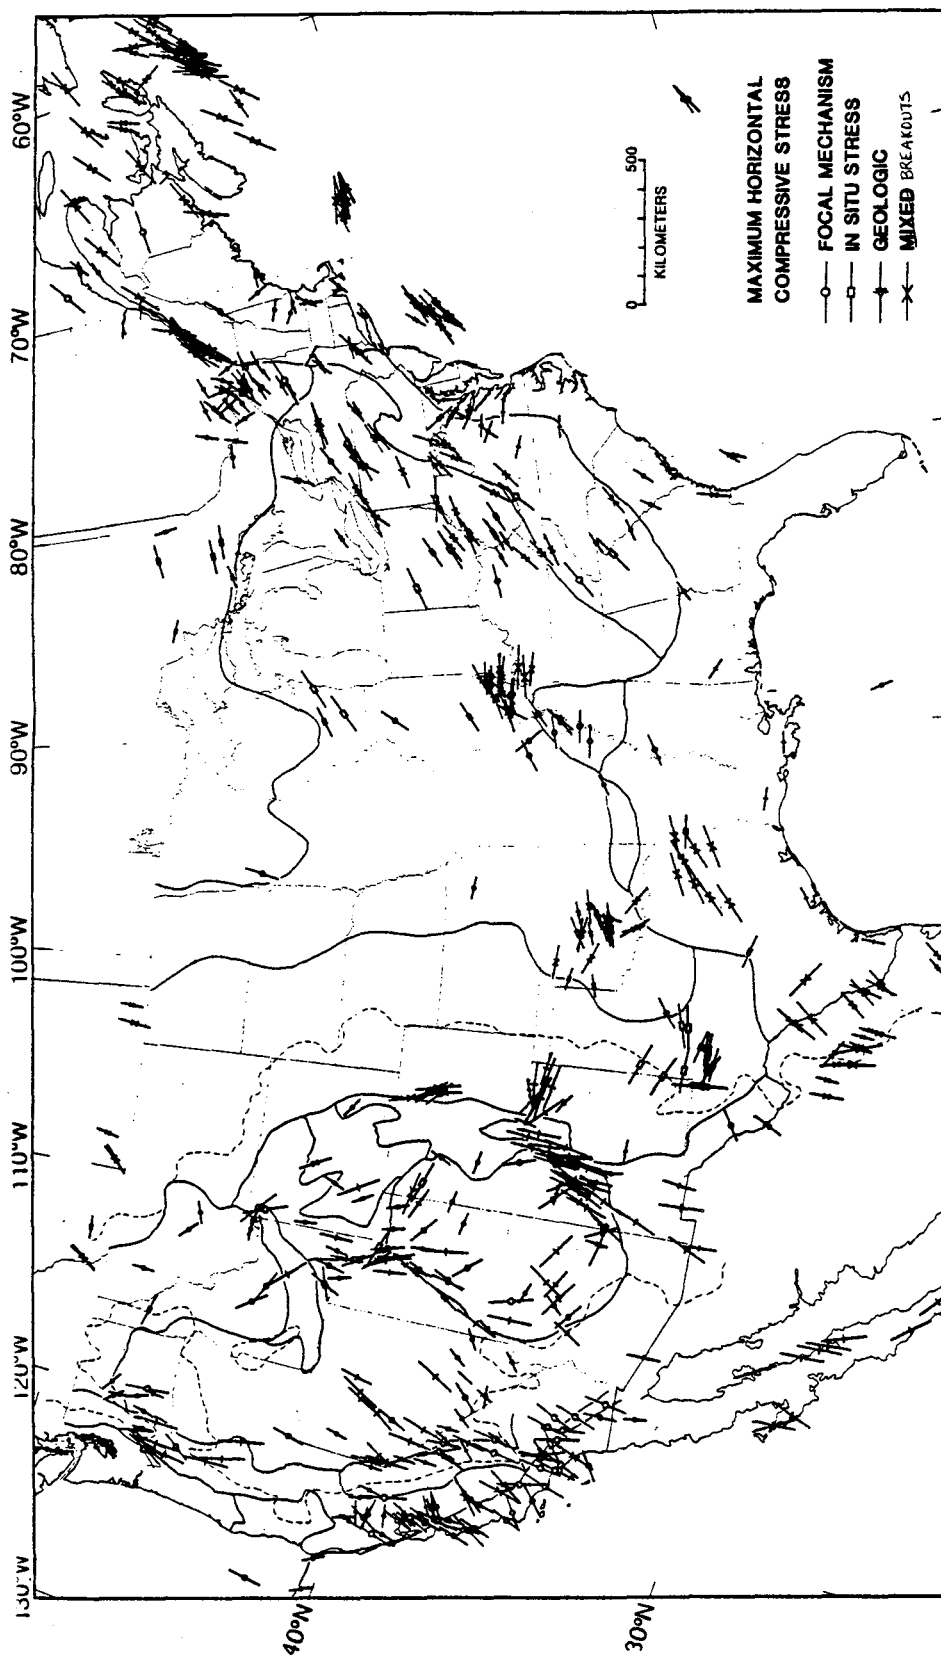 130°W
120°W
110°W
100°W
90°W
80°W
70°W
60°W
40°N
30°N
0
500
KILOMETERS
MAXIMUM HORIZONTAL
COMPRESSIVE STRESS
FOCAL MECHANISM
IN SITU STRESS
GEOLOGIC
MIXED BREAKOUTS